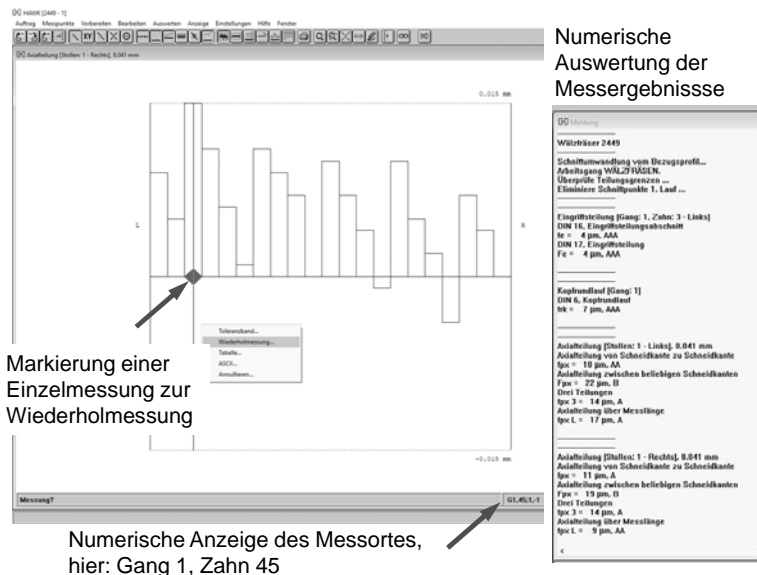 HAWK [2449 - 1]
Auftrag Messpunkte Vorbereiten Bearbeiten Auswerten Anzeige Einstellungen Hilfe Fenster
Axialteilung [Stollen: 1 - Rechts], 8.041 mm
0.015 mm
Toleranzband...
Wiederholmessung...
Tabelle...
ASCII...
Annullieren...
-0.015 mm
Messung?
G1,45;1,-1
Markierung einer
Einzelmessung zur
Wiederholmessung
Numerische Anzeige des Messortes,
hier: Gang 1, Zahn 45
Numerische
Auswertung der
Messergebnissse
Meldung
Wälzfräser 2449
Schnittumwandlung vom Bezugsprofil...
Arbeitsgang WÄLZFRÄSEN.
Überprüfe Teilungsgrenzen ...
Eliminiere Schnittpunkte 1. Lauf ...
Eingriffsteilung [Gang: 1, Zahn: 3 - Links]
DIN 16, Eingriffsteilungsabschnitt
fe = 4 µm, AAA
DIN 17, Eingriffsteilung
Fe = 4 µm, AAA
Kopfrundlauf [Gang: 1]
DIN 6, Kopfrundlauf
frk = 7 µm, AAA
Axialteilung [Stollen: 1 - Links], 8.041 mm
Axialteilung von Schneidkante zu Schneidkante
fpx = 10 µm, AA
Axialteilung zwischen beliebigen Schneidkanten
Fpx = 22 µm, B
Drei Teilungen
fpx 3 = 14 µm, A
Axialteilung über Messlänge
fpx L = 17 µm, A
Axialteilung [Stollen: 1 - Rechts], 8.041 mm
Axialteilung von Schneidkante zu Schneidkante
fpx = 11 µm, A
Axialteilung zwischen beliebigen Schneidkanten
Fpx = 19 µm, B
Drei Teilungen
fpx 3 = 14 µm, A
Axialteilung über Messlänge
fpx L = 9 µm, AA